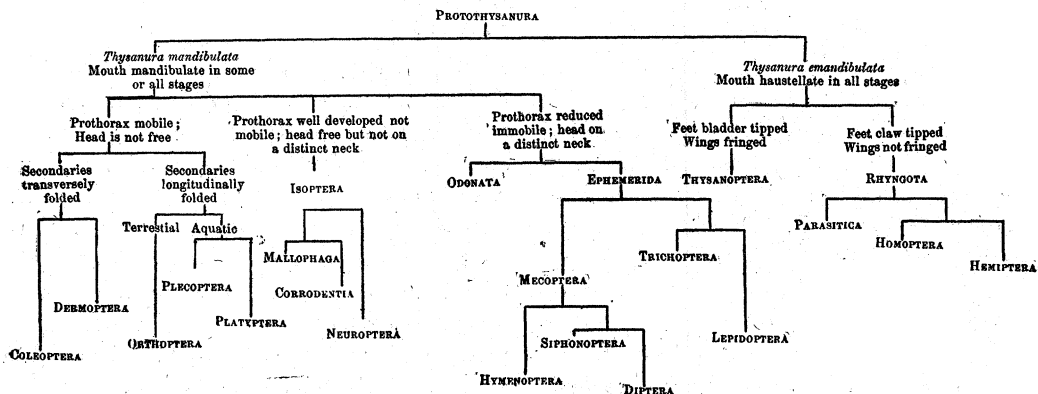 PROTOTHYSANURA
Thysanura mandibulata
Mouth mandibulate in some
or all stages
Thysanura emandibulata
Mouth haustellate in all stages
Prothorax mobile;
Head is not free
Prothorax well developed not
mobile; head free but not on
a distinct neck
Prothorax reduced
immobile; head on
a distinct neck
Feet bladder tipped
Wings fringed
Feet claw tipped
Wings not fringed
Secondaries
transversely
folded
Secondaries
longitudinally
folded
ISOPTERA
ODONATA
EPHEMERIDA
THYSANOPTERA
RHYNGOTA
Terrestial
Aquatic
MALLOPHAGA
TRICHOPTERA
PARASITICA
HOMOPTERA
HEMIPTERA
PLECOPTERA
CORRODENTIA
MECOPTERA
DERMOPTERA
PLATYPTERA
NEUROPTERA
LEPIDOPTERA
COLEOPTERA
ORTHOPTERA
SIPHONOPTERA
HYMENOPTERA
DIPTERA